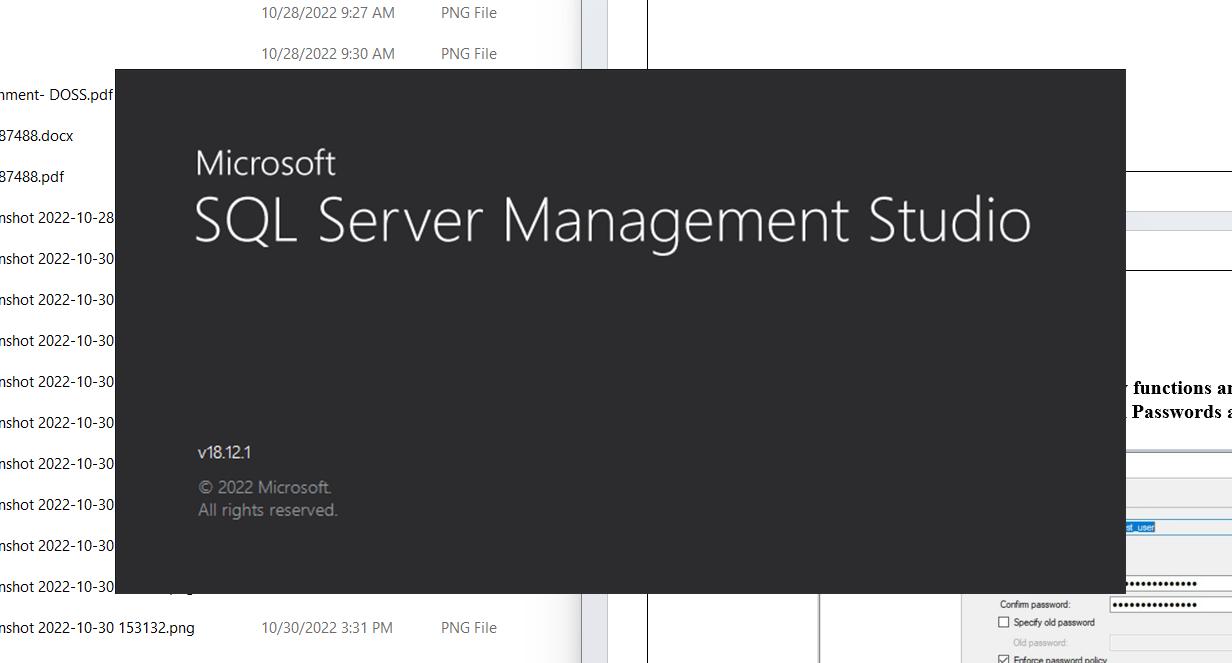 10/28/2022 9:27 AM PNG File
10/28/2022 9:30 AM PNG File
nment- DOSS.pdf
87488.docx
87488.pdf
nshot 2022-10-28
nshot 2022-10-30
nshot 2022-10-30
nshot 2022-10-30
nshot 2022-10-30
nshot 2022-10-30
nshot 2022-10-30
nshot 2022-10-30
nshot 2022-10-30
nshot 2022-10-30
nshot 2022-10-30 153132.png 10/30/2022 3:31 PM PNG File
Microsoft
SQL Server Management Studio
v18.12.1
© 2022 Microsoft.
All rights reserved.
functions
Passwords
st_user
Confirm password:
Specify old password
Old password:
Enforce password policy